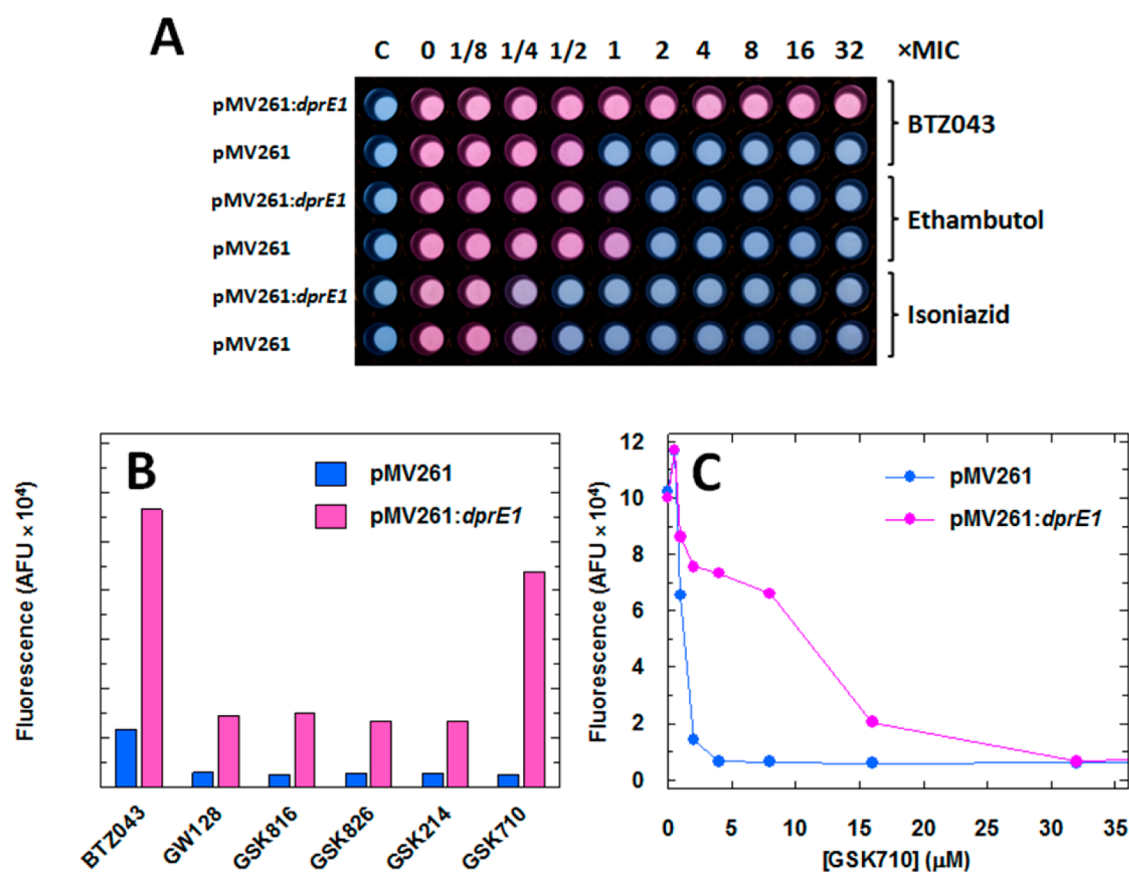 A
C 0 1/8 1/4 1/2 1 2 4 8 16 32 ×MIC
pMV261:dprE1
pMV261
BTZ043
pMV261:dprE1
pMV261
Ethambutol
pMV261:dprE1
pMV261
Isoniazid
B
pMV261
pMV261:dprE1
Fluorescence (AFU × 10⁴)
BTZ043 GW128 GSK816 GSK826 GSK214 GSK710
C
pMV261
pMV261:dprE1
Fluorescence (AFU × 10⁴)
12
10
8
6
4
2
0
0 5 10 15 20 25 30 35
[GSK710] (μM)